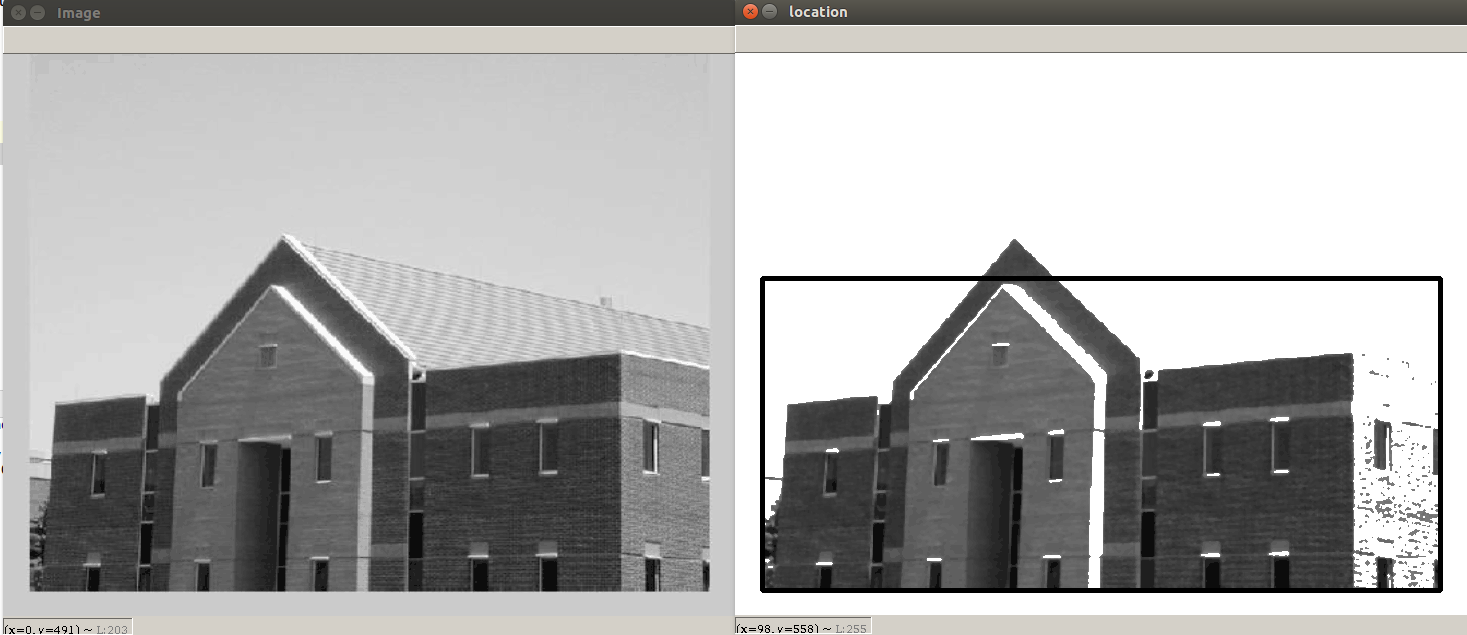 Image
location
(x=0, y=491) ~ L:203
(x=98, y=558) ~ L:255